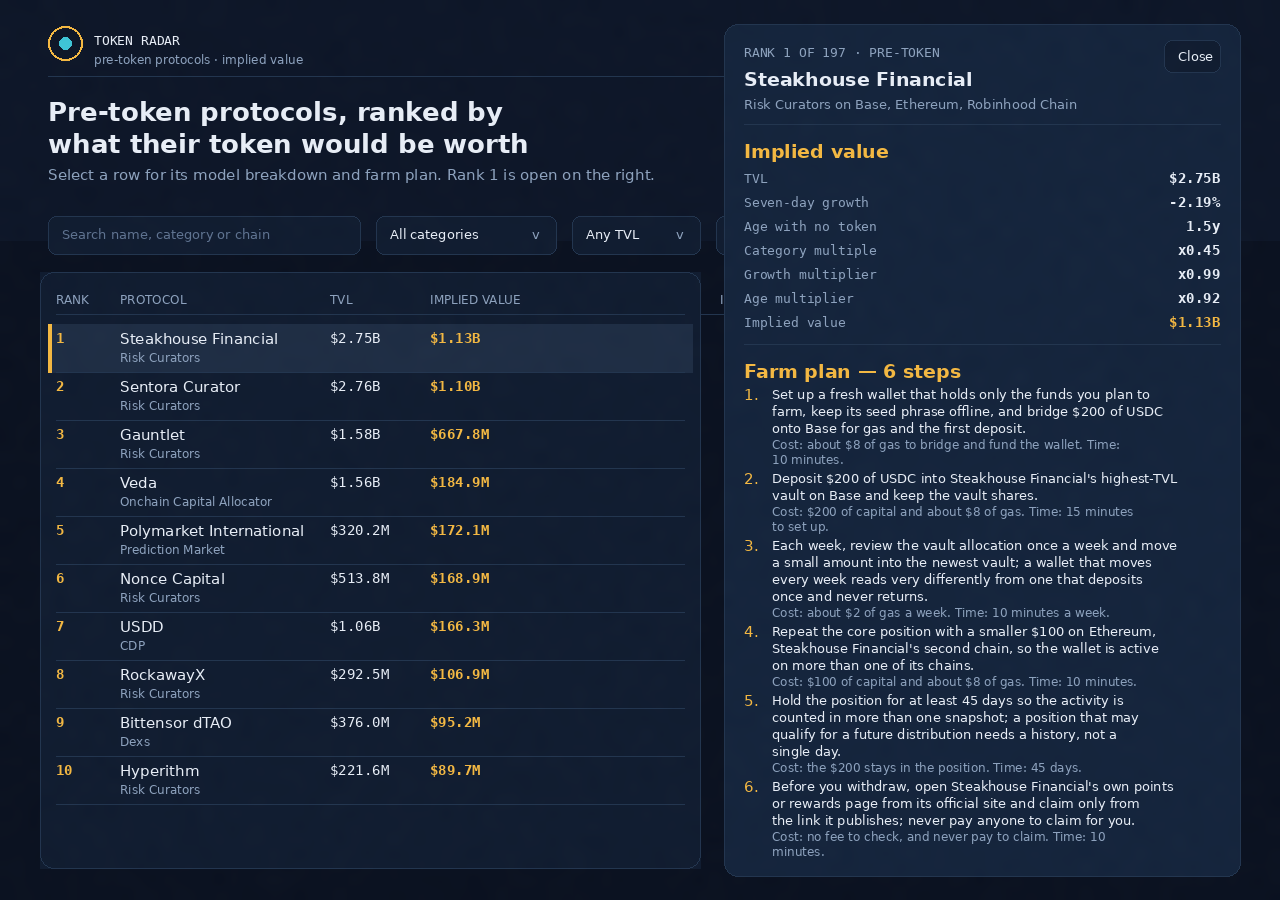 TOKEN RADAR
pre-token protocols · implied value
Pre-token protocols, ranked by
what their token would be worth
Select a row for its model breakdown and farm plan. Rank 1 is open on the right.
Search name, category or chain
All categories v
Any TVL v
RANK PROTOCOL TVL IMPLIED VALUE
1 Steakhouse Financial $2.75B $1.13B
Risk Curators
2 Sentora Curator $2.76B $1.10B
Risk Curators
3 Gauntlet $1.58B $667.8M
Risk Curators
4 Veda $1.56B $184.9M
Onchain Capital Allocator
5 Polymarket International $320.2M $172.1M
Prediction Market
6 Nonce Capital $513.8M $168.9M
Risk Curators
7 USDD $1.06B $166.3M
CDP
8 RockawayX $292.5M $106.9M
Risk Curators
9 Bittensor dTAO $376.0M $95.2M
Dexs
10 Hyperithm $221.6M $89.7M
Risk Curators
RANK 1 OF 197 · PRE-TOKEN
Close
Steakhouse Financial
Risk Curators on Base, Ethereum, Robinhood Chain
Implied value
TVL $2.75B
Seven-day growth -2.19%
Age with no token 1.5y
Category multiple x0.45
Growth multiplier x0.99
Age multiplier x0.92
Implied value $1.13B
Farm plan — 6 steps
1. Set up a fresh wallet that holds only the funds you plan to
farm, keep its seed phrase offline, and bridge $200 of USDC
onto Base for gas and the first deposit.
Cost: about $8 of gas to bridge and fund the wallet. Time:
10 minutes.
2. Deposit $200 of USDC into Steakhouse Financial's highest-TVL
vault on Base and keep the vault shares.
Cost: $200 of capital and about $8 of gas. Time: 15 minutes
to set up.
3. Each week, review the vault allocation once a week and move
a small amount into the newest vault; a wallet that moves
every week reads very differently from one that deposits
once and never returns.
Cost: about $2 of gas a week. Time: 10 minutes a week.
4. Repeat the core position with a smaller $100 on Ethereum,
Steakhouse Financial's second chain, so the wallet is active
on more than one of its chains.
Cost: $100 of capital and about $8 of gas. Time: 10 minutes.
5. Hold the position for at least 45 days so the activity is
counted in more than one snapshot; a position that may
qualify for a future distribution needs a history, not a
single day.
Cost: the $200 stays in the position. Time: 45 days.
6. Before you withdraw, open Steakhouse Financial's own points
or rewards page from its official site and claim only from
the link it publishes; never pay anyone to claim for you.
Cost: no fee to check, and never pay to claim. Time: 10
minutes.